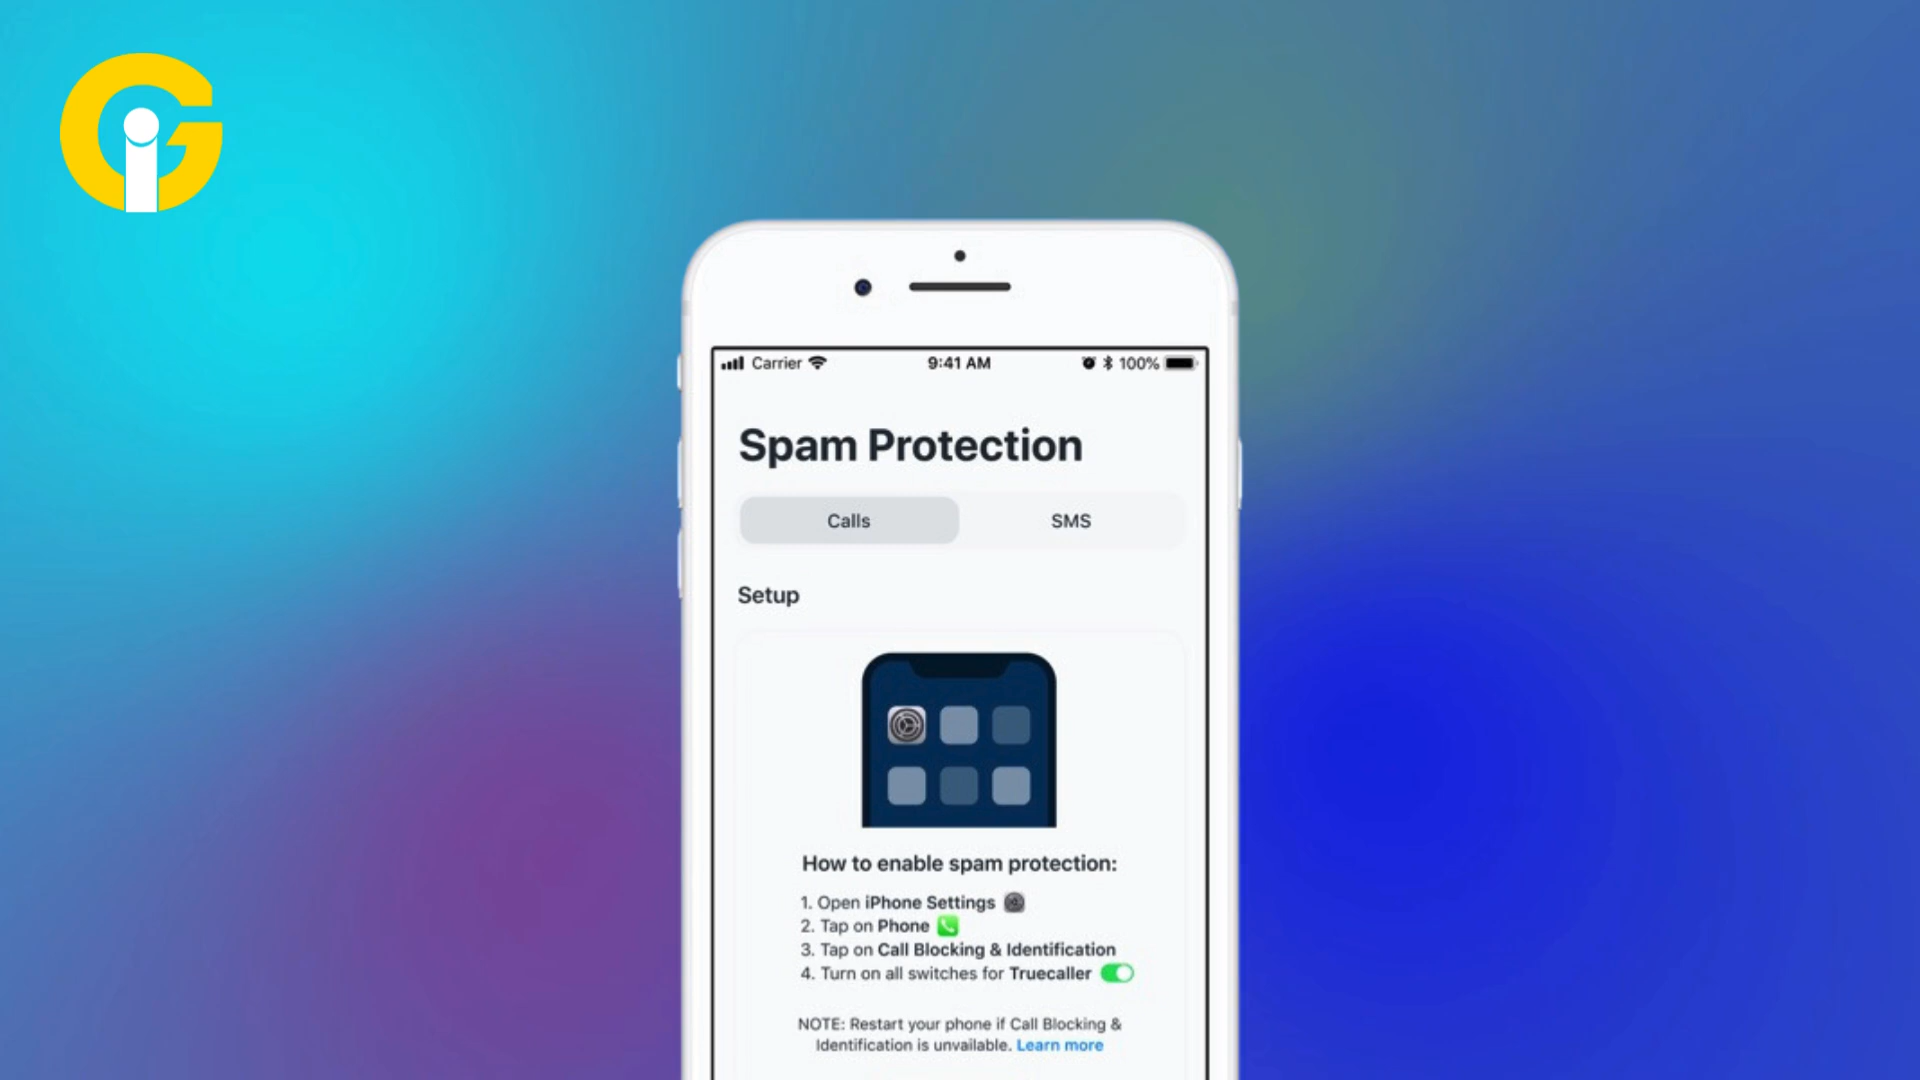 Gi
Carrier 9:41 AM 100%
Spam Protection
Calls SMS
Setup
How to enable spam protection:
1. Open iPhone Settings
2. Tap on Phone
3. Tap on Call Blocking & Identification
4. Turn on all switches for Truecaller
NOTE: Restart your phone if Call Blocking &
Identification is unvailable. Learn more